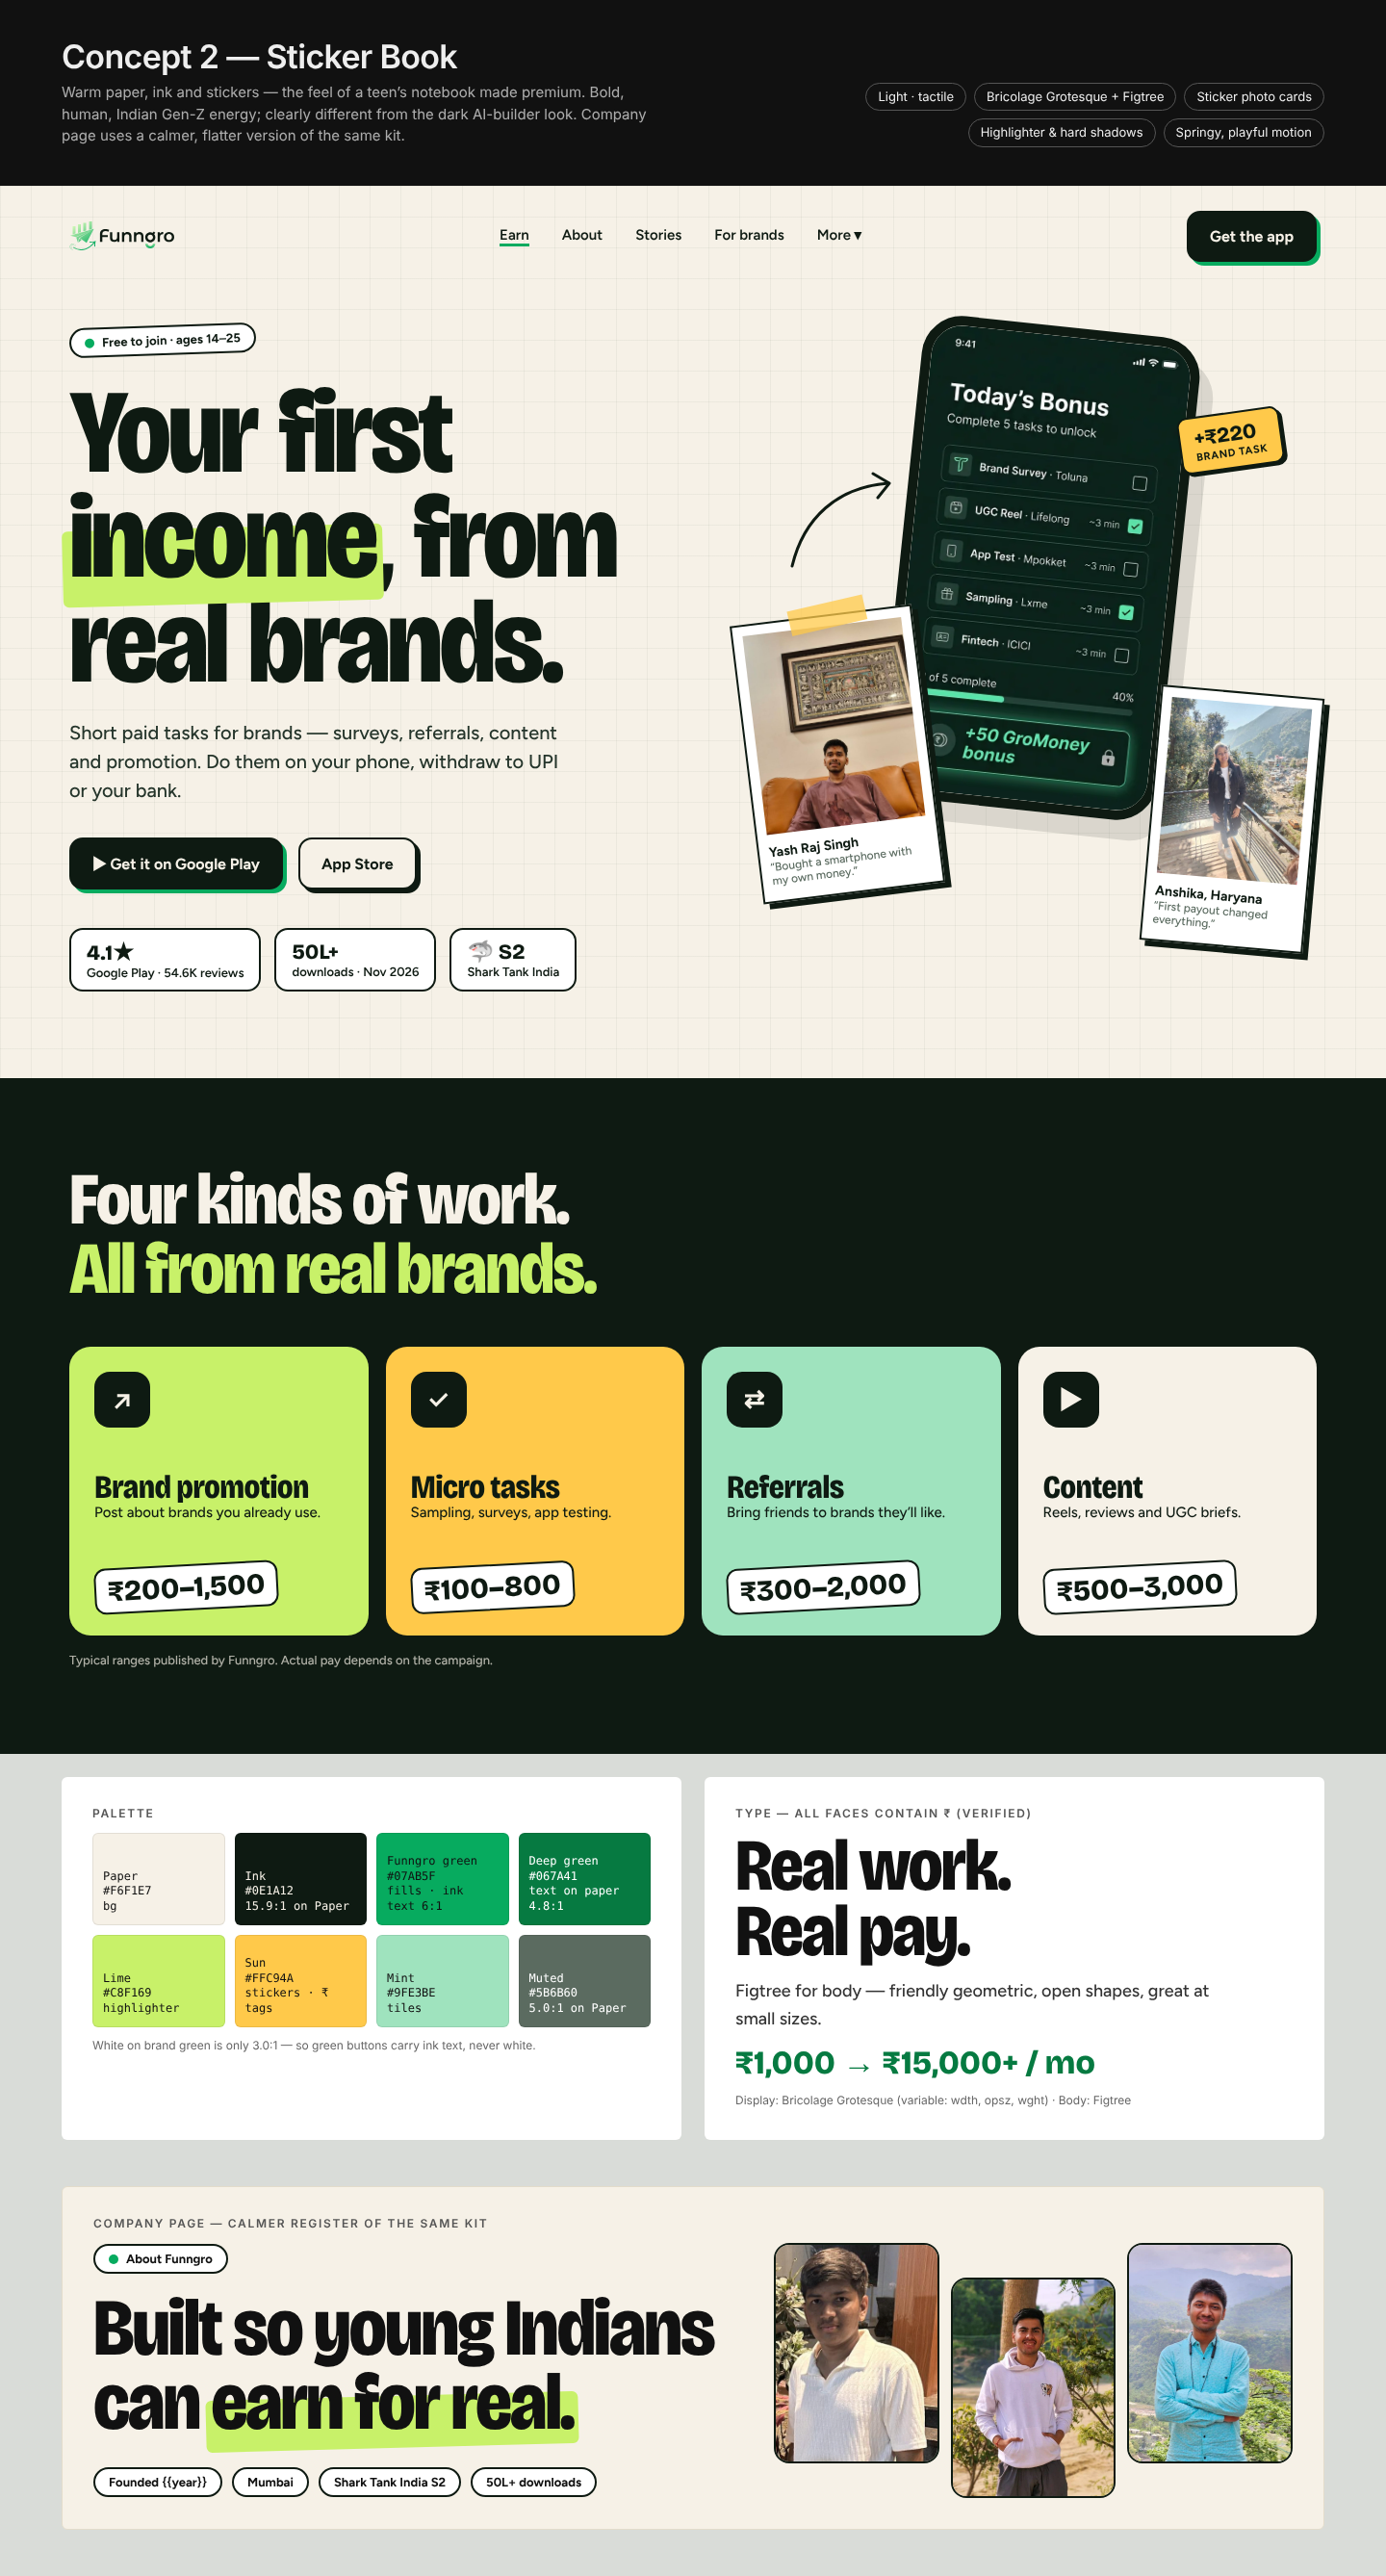 Concept 2 — Sticker Book
Warm paper, ink and stickers — the feel of a teen's notebook made premium. Bold,
human, Indian Gen-Z energy; clearly different from the dark AI-builder look. Company
page uses a calmer, flatter version of the same kit.
Light · tactile
Bricolage Grotesque + Figtree
Sticker photo cards
Highlighter & hard shadows
Springy, playful motion
Funngro
Earn
About
Stories
For brands
More ▾
Get the app
Free to join · ages 14–25
Your first
income, from
real brands.
Short paid tasks for brands — surveys, referrals, content
and promotion. Do them on your phone, withdraw to UPI
or your bank.
▶ Get it on Google Play
App Store
4.1★
Google Play · 54.6K reviews
50L+
downloads · Nov 2026
🦈 S2
Shark Tank India
9:41
Today's Bonus
Complete 5 tasks to unlock
Brand Survey · Toluna
UGC Reel · Lifelong ~3 min
App Test · Mpokket ~3 min
Sampling · Lxme ~3 min
Fintech · ICICI ~3 min
of 5 complete 40%
+50 GroMoney
bonus
+₹220
BRAND TASK
Yash Raj Singh
"Bought a smartphone with
my own money."
Anshika, Haryana
"First payout changed
everything."
Four kinds of work.
All from real brands.
Brand promotion
Post about brands you already use.
₹200–1,500
Micro tasks
Sampling, surveys, app testing.
₹100–800
Referrals
Bring friends to brands they'll like.
₹300–2,000
Content
Reels, reviews and UGC briefs.
₹500–3,000
Typical ranges published by Funngro. Actual pay depends on the campaign.
PALETTE
Paper
#F6F1E7
bg
Ink
#0E1A12
15.9:1 on Paper
Funngro green
#07AB5F
fills · ink
text 6:1
Deep green
#067A41
text on paper
4.8:1
Lime
#C8F169
highlighter
Sun
#FFC94A
stickers · ₹
tags
Mint
#9FE3BE
tiles
Muted
#5B6B60
5.0:1 on Paper
White on brand green is only 3.0:1 — so green buttons carry ink text, never white.
TYPE — ALL FACES CONTAIN ₹ (VERIFIED)
Real work.
Real pay.
Figtree for body — friendly geometric, open shapes, great at
small sizes.
₹1,000 → ₹15,000+ / mo
Display: Bricolage Grotesque (variable: wdth, opsz, wght) · Body: Figtree
COMPANY PAGE — CALMER REGISTER OF THE SAME KIT
About Funngro
Built so young Indians
can earn for real.
Founded {{year}}
Mumbai
Shark Tank India S2
50L+ downloads